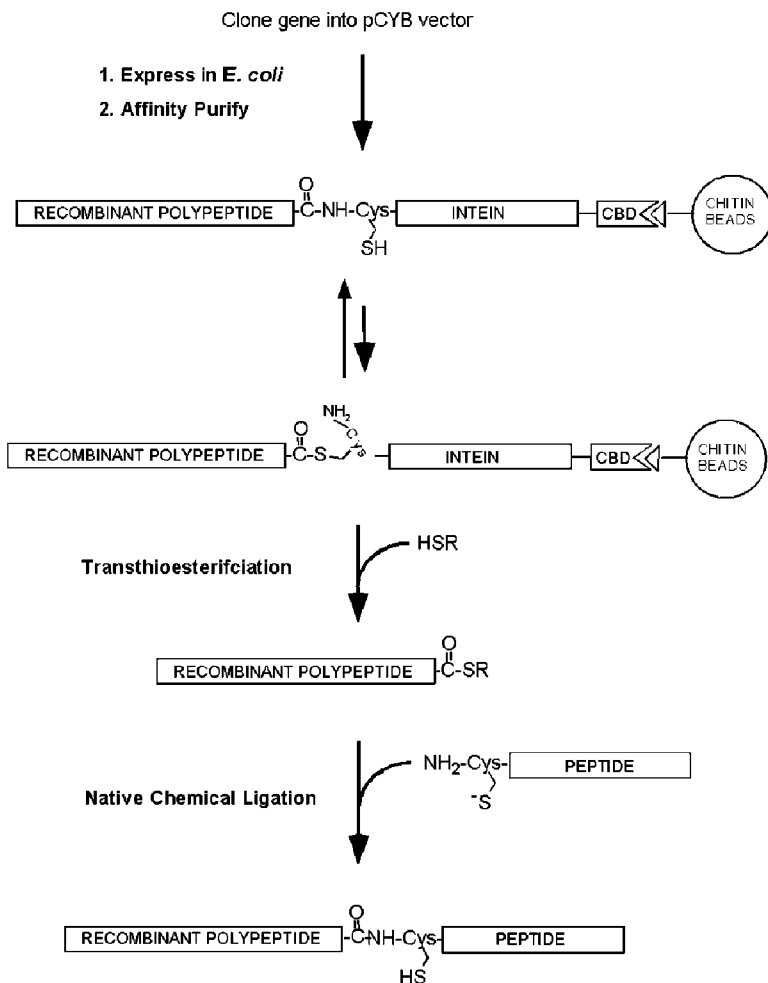 Clone gene into pCYB vector
1. Express in E. coli
2. Affinity Purify
RECOMBINANT POLYPEPTIDE
O
C-NH-Cys
SH
INTEIN
CBD
CHITIN
BEADS
RECOMBINANT POLYPEPTIDE
O
C-S
NH2
Cys
INTEIN
CBD
CHITIN
BEADS
Transthioesterifciation
HSR
RECOMBINANT POLYPEPTIDE
O
C-SR
Native Chemical Ligation
NH2-Cys
-S
PEPTIDE
RECOMBINANT POLYPEPTIDE
O
C-NH-Cys
HS
PEPTIDE